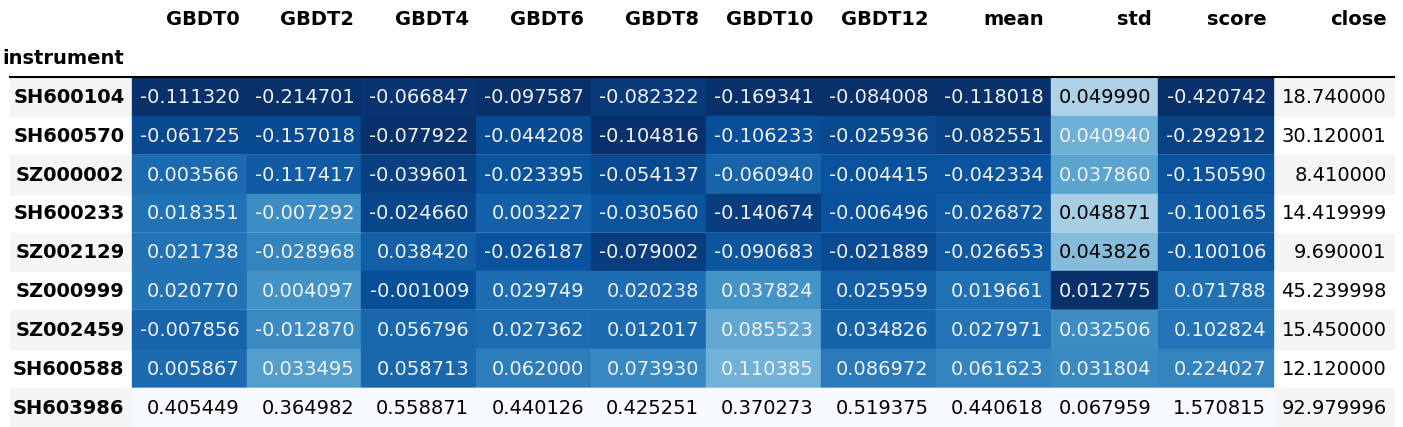 GBDT0 GBDT2 GBDT4 GBDT6 GBDT8 GBDT10 GBDT12 mean std score close
instrument
SH600104 -0.111320 -0.214701 -0.066847 -0.097587 -0.082322 -0.169341 -0.084008 -0.118018 0.049990 -0.420742 18.740000
SH600570 -0.061725 -0.157018 -0.077922 -0.044208 -0.104816 -0.106233 -0.025936 -0.082551 0.040940 -0.292912 30.120001
SZ000002 0.003566 -0.117417 -0.039601 -0.023395 -0.054137 -0.060940 -0.004415 -0.042334 0.037860 -0.150590 8.410000
SH600233 0.018351 -0.007292 -0.024660 0.003227 -0.030560 -0.140674 -0.006496 -0.026872 0.048871 -0.100165 14.419999
SZ002129 0.021738 -0.028968 0.038420 -0.026187 -0.079002 -0.090683 -0.021889 -0.026653 0.043826 -0.100106 9.690001
SZ000999 0.020770 0.004097 -0.001009 0.029749 0.020238 0.037824 0.025959 0.019661 0.012775 0.071788 45.239998
SZ002459 -0.007856 -0.012870 0.056796 0.027362 0.012017 0.085523 0.034826 0.027971 0.032506 0.102824 15.450000
SH600588 0.005867 0.033495 0.058713 0.062000 0.073930 0.110385 0.086972 0.061623 0.031804 0.224027 12.120000
SH603986 0.405449 0.364982 0.558871 0.440126 0.425251 0.370273 0.519375 0.440618 0.067959 1.570815 92.979996